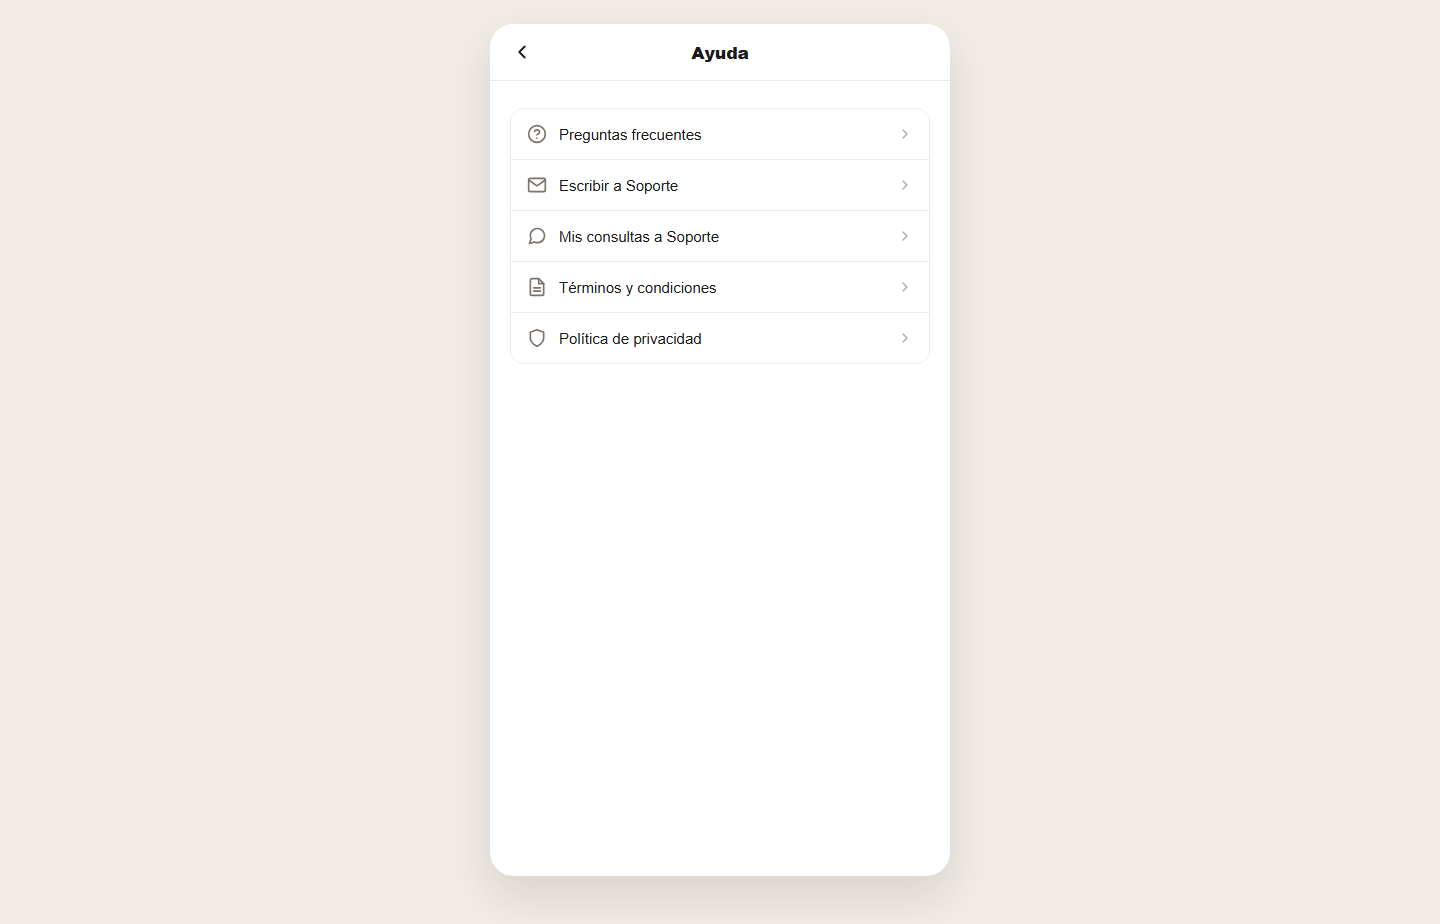 Ayuda
Preguntas frecuentes
Escribir a Soporte
Mis consultas a Soporte
Términos y condiciones
Política de privacidad